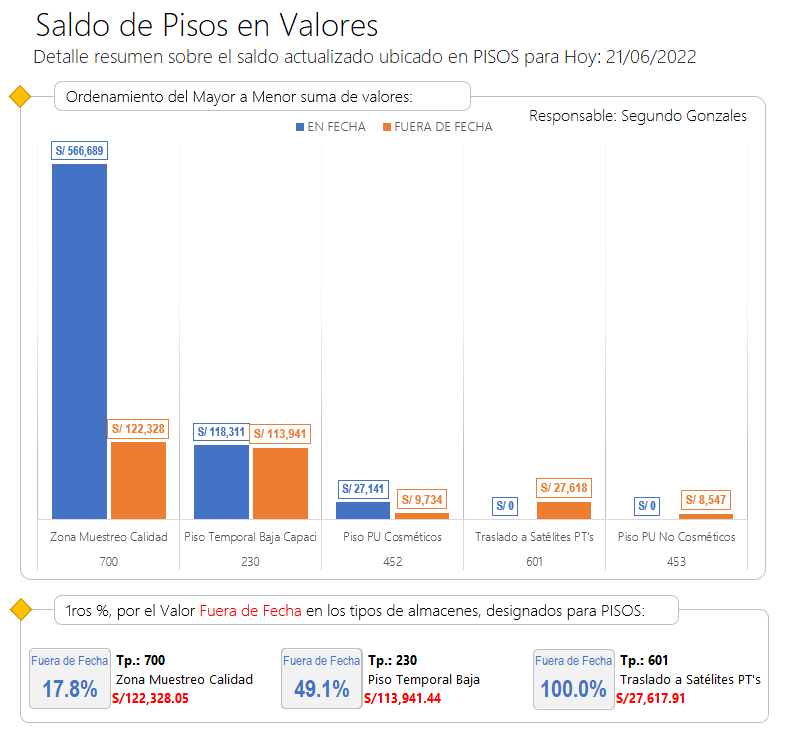 Saldo de Pisos en Valores
Detalle resumen sobre el saldo actualizado ubicado en PISOS para Hoy: 21/06/2022
Ordenamiento del Mayor a Menor suma de valores:
Responsable: Segundo Gonzales
EN FECHA FUERA DE FECHA
S/ 566,689
S/ 122,328
S/ 118,311
S/ 113,941
S/ 27,141
S/ 9,734
S/ 0
S/ 27,618
S/ 0
S/ 8,547
Zona Muestreo Calidad Piso Temporal Baja Capaci Piso PU Cosméticos Traslado a Satélites PT's Piso PU No Cosméticos
700 230 452 601 453
1ros %, por el Valor Fuera de Fecha en los tipos de almacenes, designados para PISOS:
Fuera de Fecha
17.8%
Tp.: 700
Zona Muestreo Calidad
S/122,328.05
Fuera de Fecha
49.1%
Tp.: 230
Piso Temporal Baja
S/113,941.44
Fuera de Fecha
100.0%
Tp.: 601
Traslado a Satélites PT's
S/27,617.91